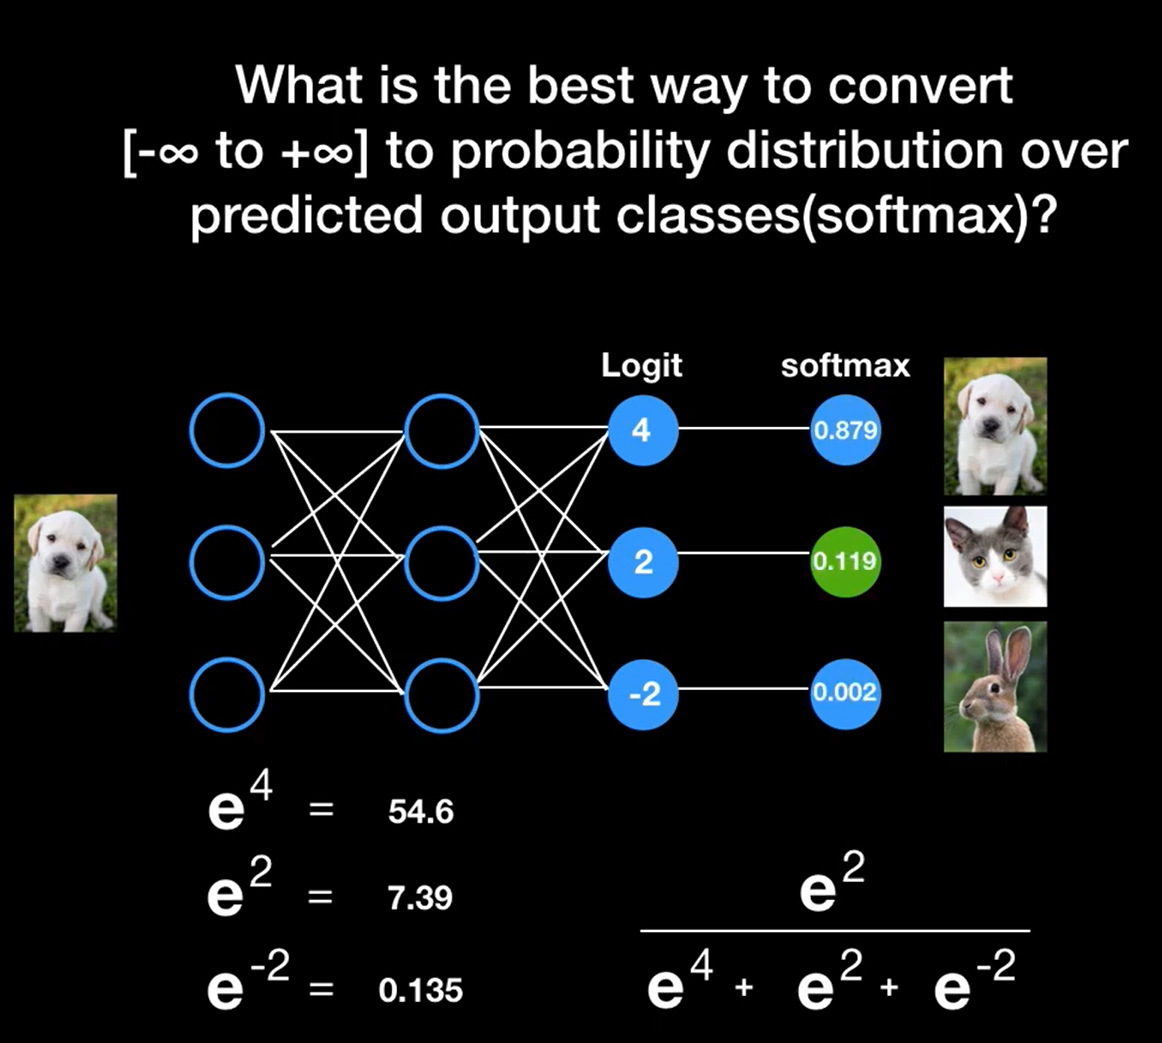 What is the best way to convert
[-∞ to +∞] to probability distribution over
predicted output classes(softmax)?
Logit softmax
4 0.879
2 0.119
-2 0.002
e^4 = 54.6
e^2 = 7.39
e^-2 = 0.135
e^2
e^4 + e^2 + e^-2